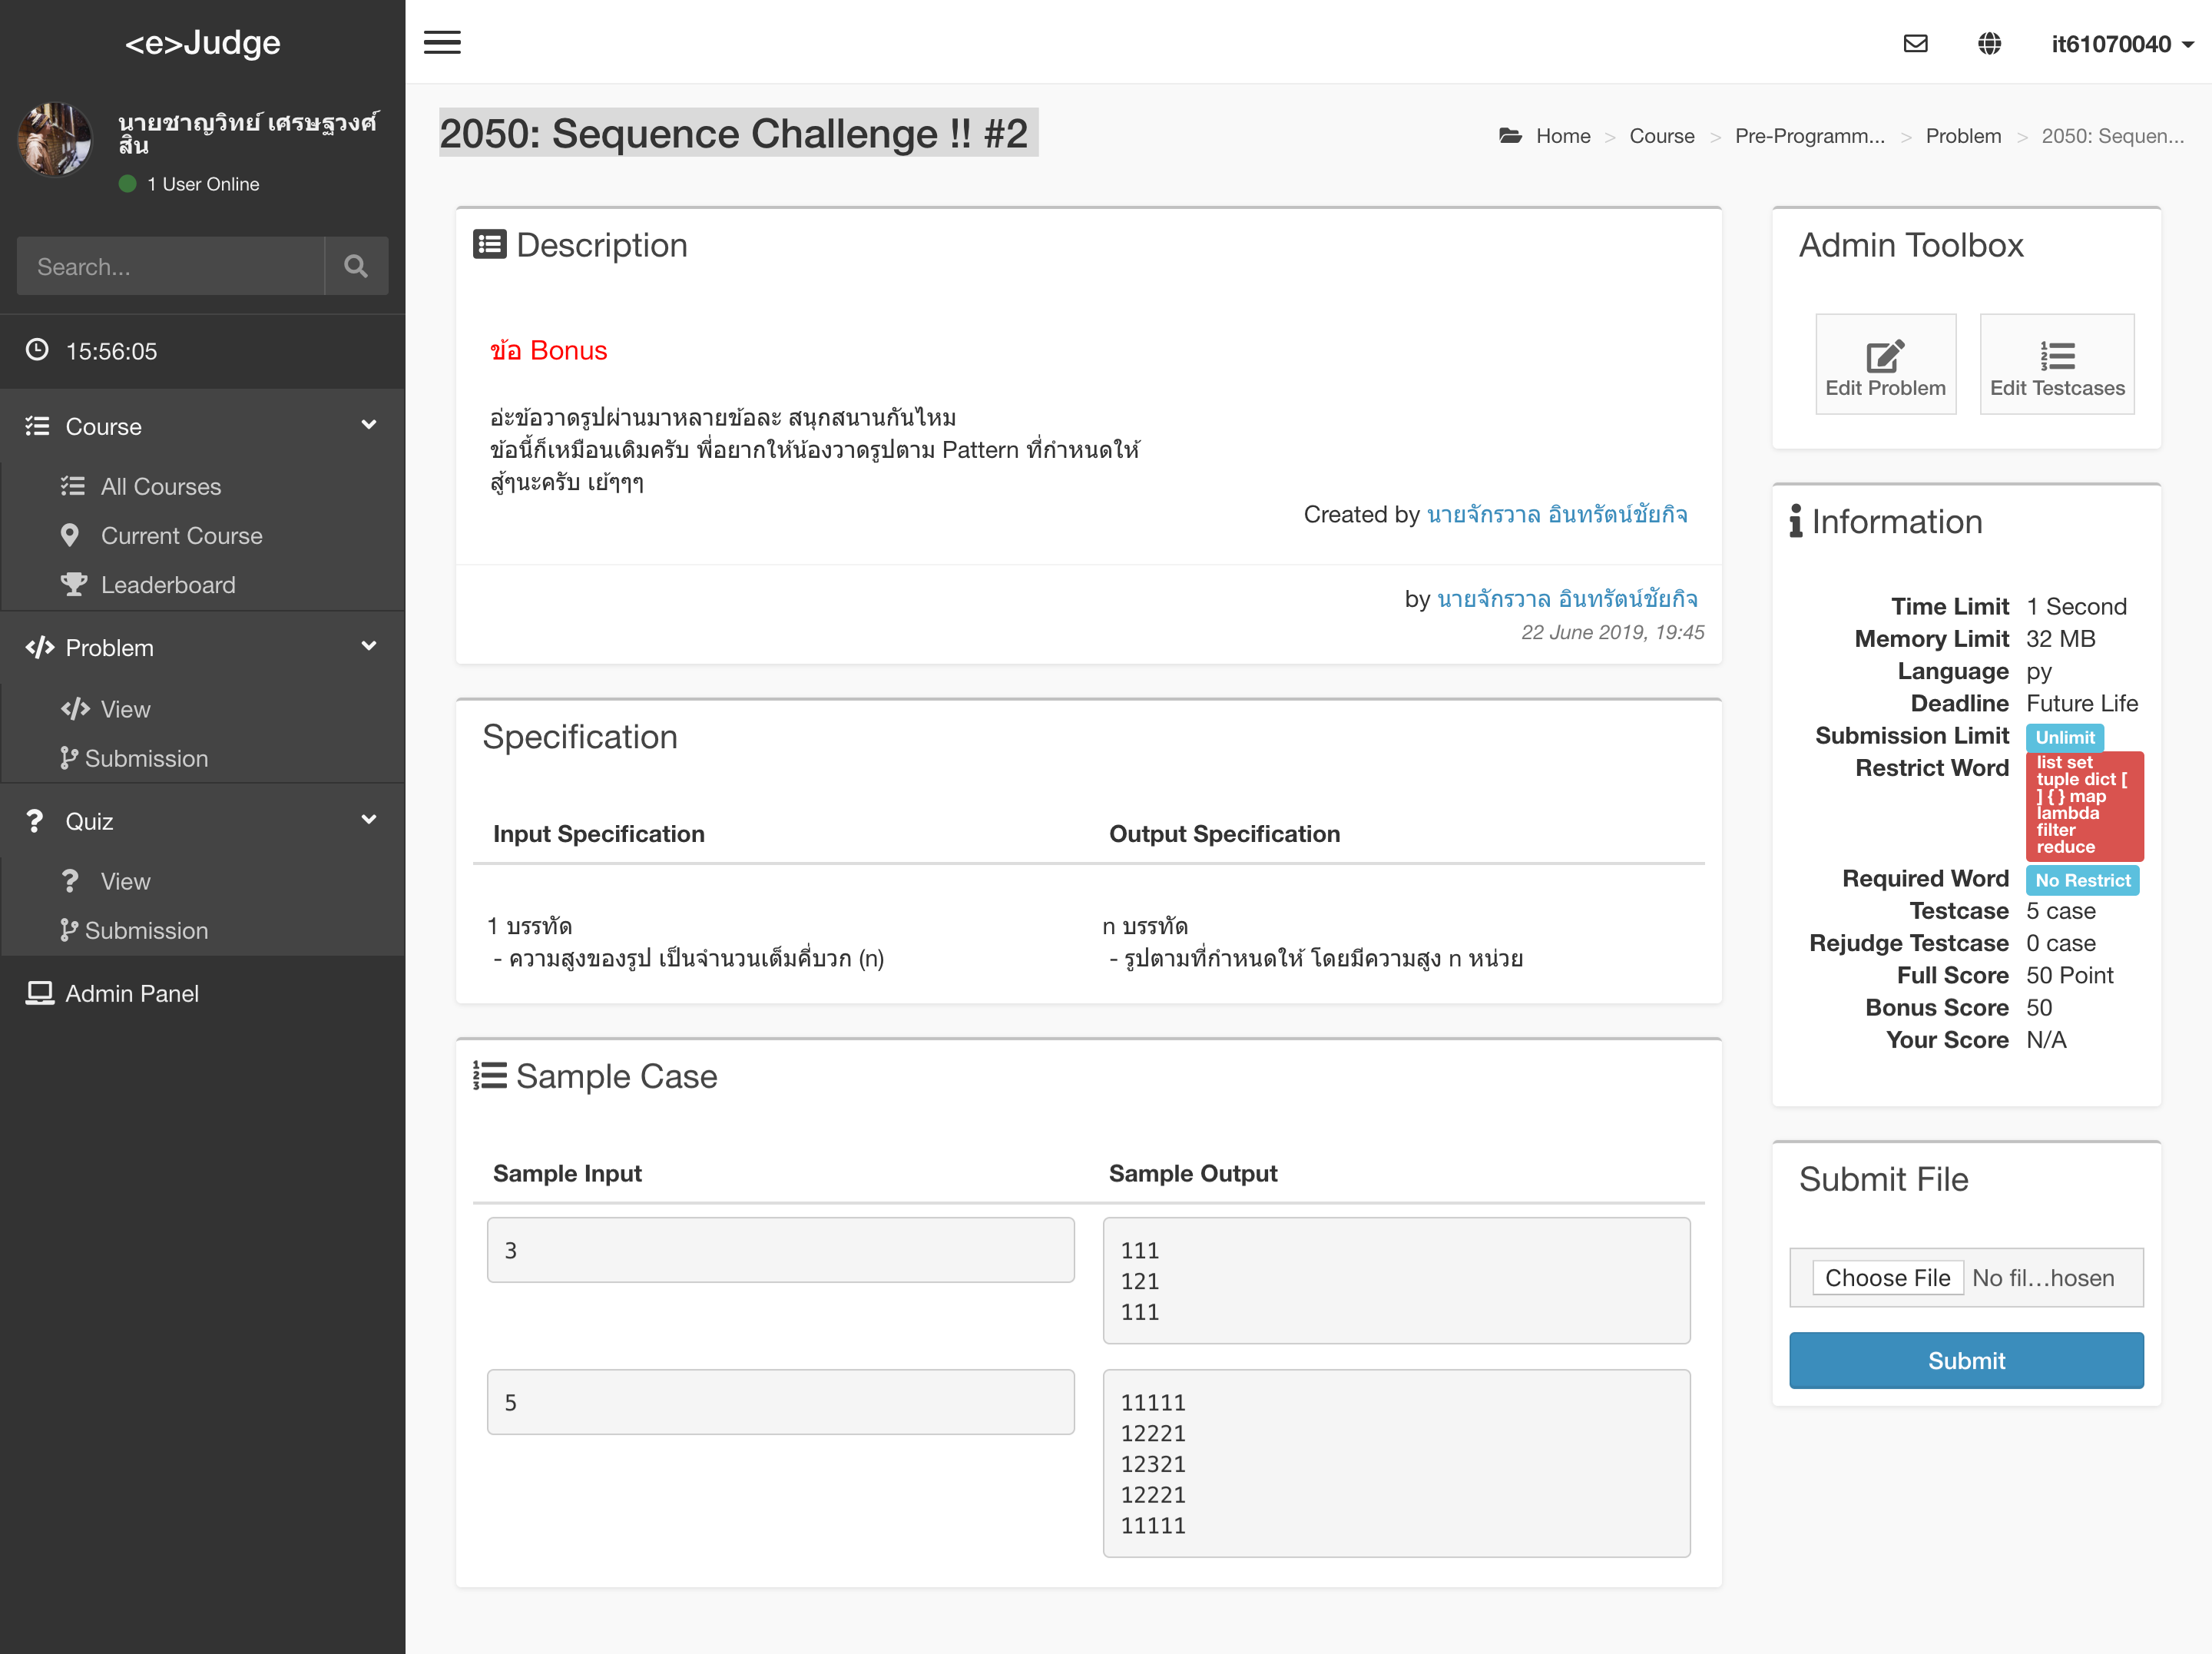 <e>Judge
it61070040
นายชาญวิทย์ เศรษฐวงศ์
สิน
1 User Online
Search...
15:56:05
Course
All Courses
Current Course
Leaderboard
Problem
View
Submission
Quiz
View
Submission
Admin Panel
2050: Sequence Challenge !! #2
Home > Course > Pre-Programm... > Problem > 2050: Sequen...
Description
ข้อ Bonus
อ่ะข้อวาดรูปผ่านมาหลายข้อละ สนุกสนานกันไหม
ข้อนี้ก็เหมือนเดิมครับ พี่อยากให้น้องวาดรูปตาม Pattern ที่กำหนดให้
สู้ๆนะครับ เย้ๆๆๆ
Created by นายจักรวาล อินทรัตน์ชัยกิจ
by นายจักรวาล อินทรัตน์ชัยกิจ
22 June 2019, 19:45
Specification
Input Specification
Output Specification
1 บรรทัด
- ความสูงของรูป เป็นจำนวนเต็มคี่บวก (n)
n บรรทัด
- รูปตามที่กำหนดให้ โดยมีความสูง n หน่วย
Sample Case
Sample Input
Sample Output
3
111
121
111
5
11111
12221
12321
12221
11111
Admin Toolbox
Edit Problem
Edit Testcases
Information
Time Limit 1 Second
Memory Limit 32 MB
Language py
Deadline Future Life
Submission Limit Unlimit
Restrict Word list set
tuple dict [
] { } map
lambda
filter
reduce
Required Word No Restrict
Testcase 5 case
Rejudge Testcase 0 case
Full Score 50 Point
Bonus Score 50
Your Score N/A
Submit File
Choose File No fil...hosen
Submit